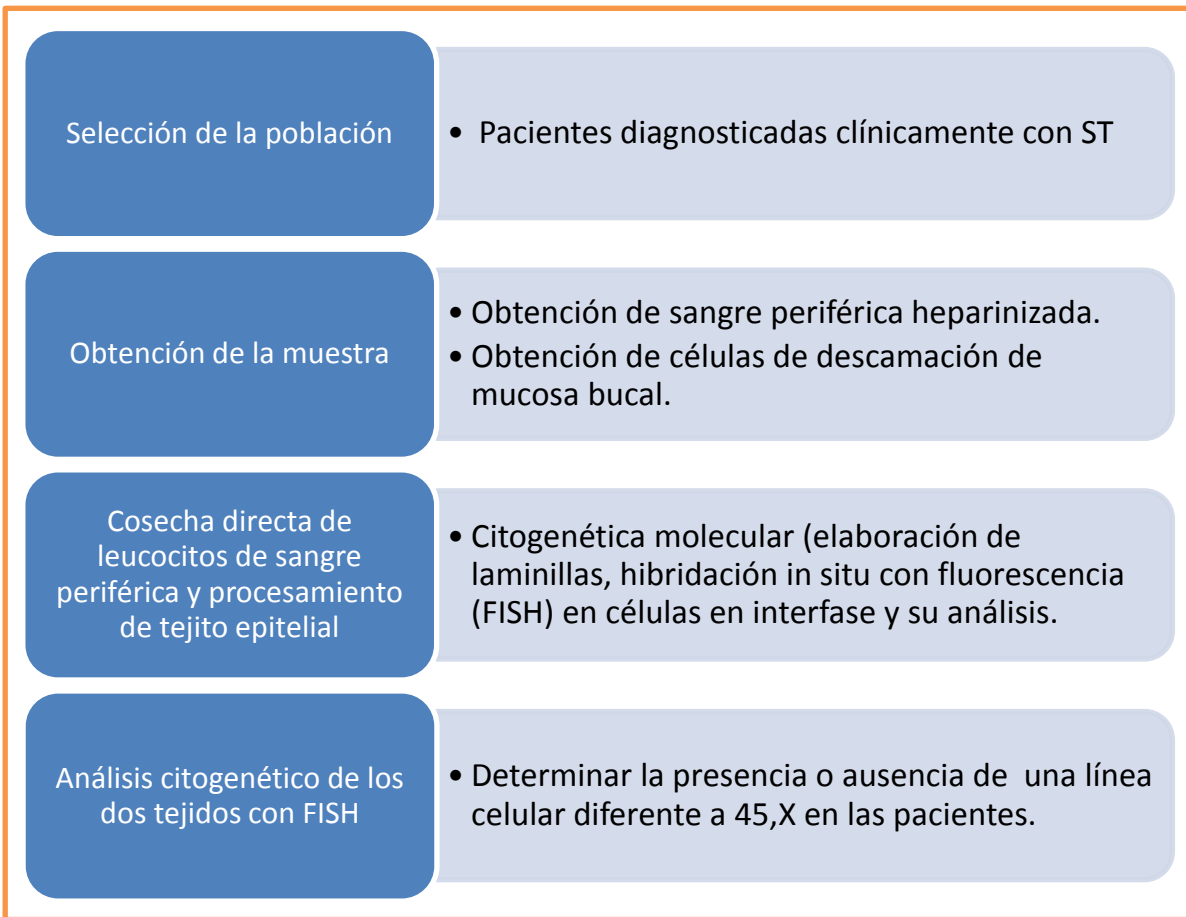 Selección de la población
• Pacientes diagnosticadas clínicamente con ST
Obtención de la muestra
• Obtención de sangre periférica heparinizada.
• Obtención de células de descamación de
mucosa bucal.
Cosecha directa de
leucocitos de sangre
periférica y procesamiento
de tejito epitelial
• Citogenética molecular (elaboración de
laminillas, hibridación in situ con fluorescencia
(FISH) en células en interfase y su análisis.
Análisis citogenético de los
dos tejidos con FISH
• Determinar la presencia o ausencia de una línea
celular diferente a 45,X en las pacientes.